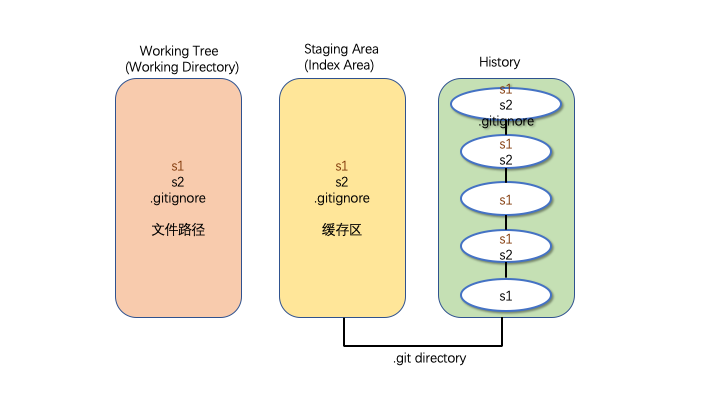 Working Tree
(Working Directory)
s1
s2
.gitignore
文件路径
Staging Area
(Index Area)
s1
s2
.gitignore
缓存区
History
s1
s2
.gitignore
s1
s2
s1
s1
s2
s1
.git directory